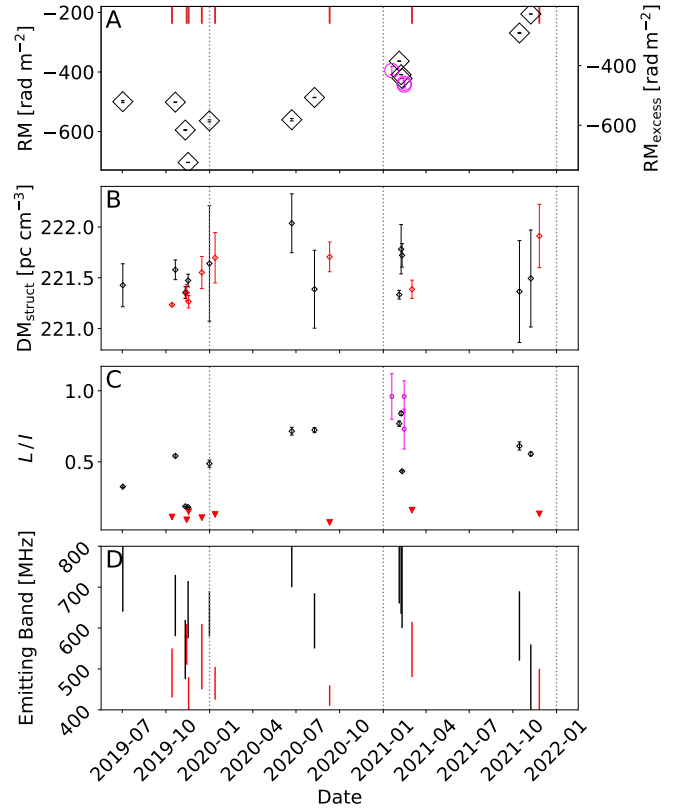 A
−200
−400
−600
RM [rad m⁻²]
−400
−600
RM_excess [rad m⁻²]
B
222.0
221.5
221.0
DM_struct [pc cm⁻³]
C
1.0
0.5
L / I
D
800
700
600
500
400
Emitting Band [MHz]
2019-07
2019-10
2020-01
2020-04
2020-07
2020-10
2021-01
2021-04
2021-07
2021-10
2022-01
Date